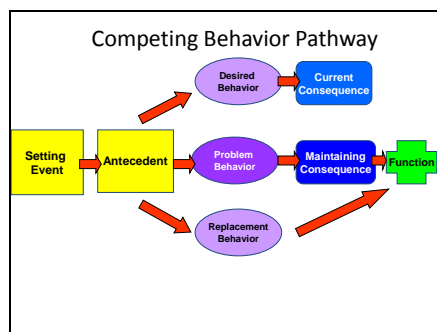 Competing Behavior Pathway
Desired
Behavior
Current
Consequence
Setting
Event
Antecedent
Problem
Behavior
Maintaining
Consequence
Function
Replacement
Behavior